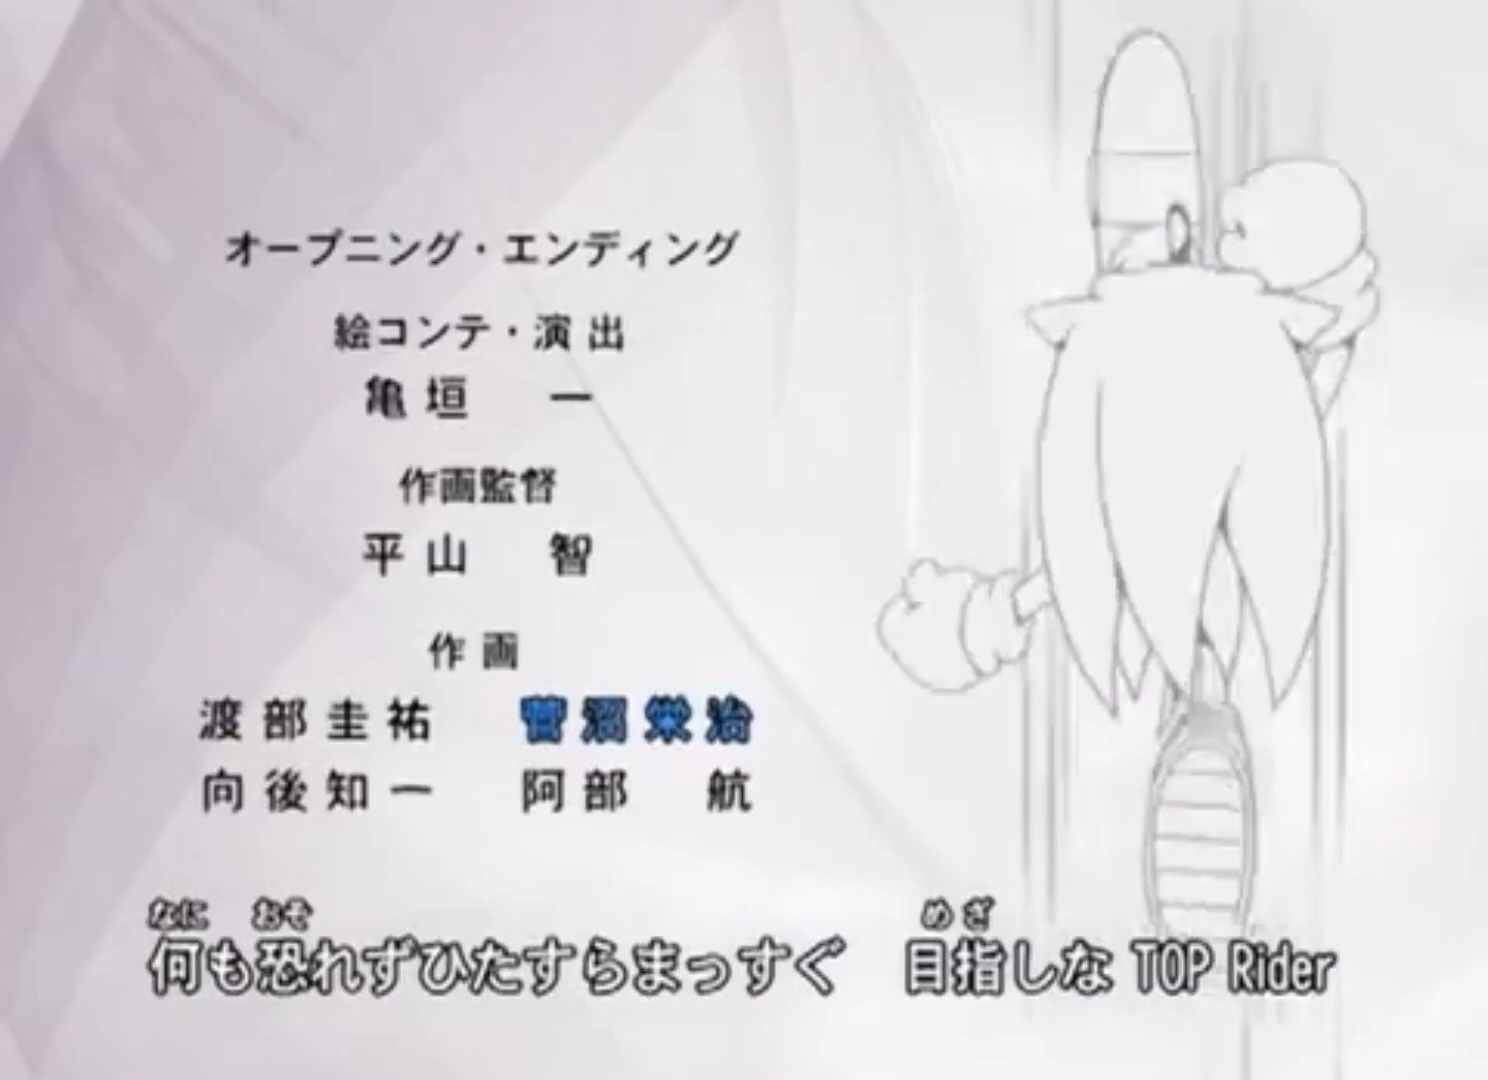 オープニング・エンディング
絵コンテ・演出
亀垣 一
作画監督
平山 智
作画
渡部圭祐 菅沼栄治
向後知一 阿部 航
なに おそ めざ
何も恐れずひたすらまっすぐ 目指しな TOP Rider